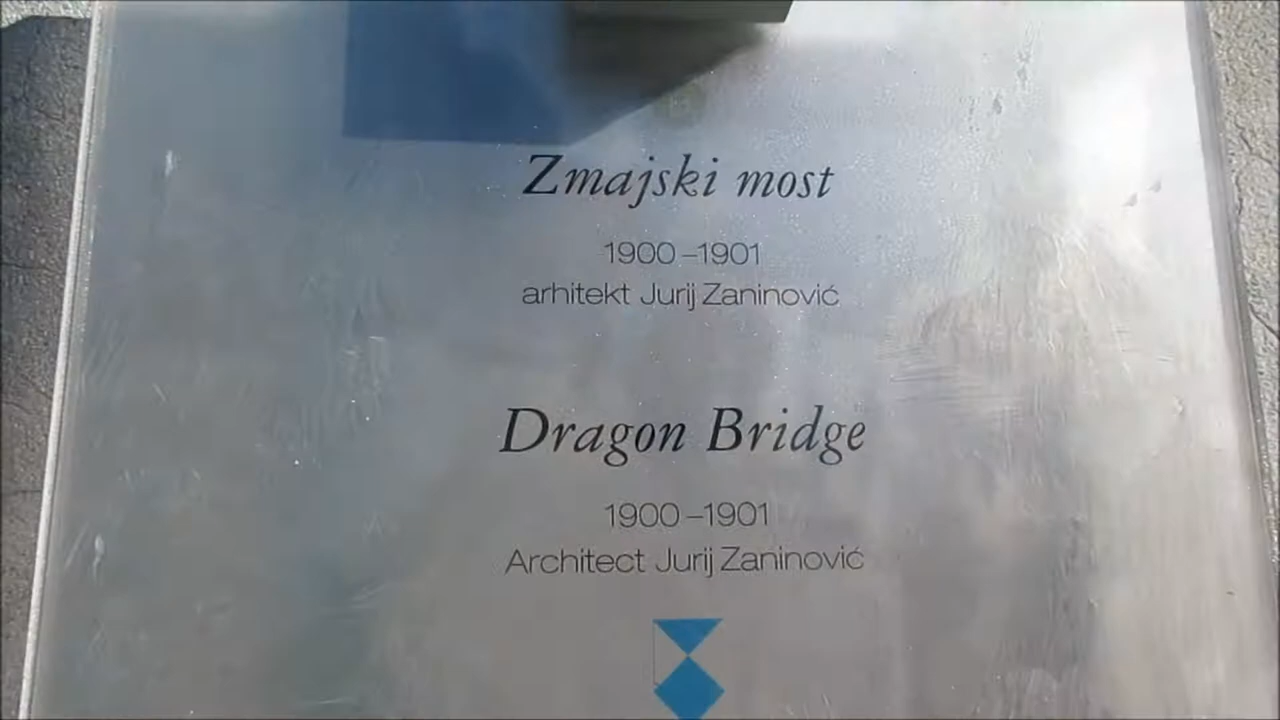 Zmajski most
1900–1901
arhitekt Jurij Zaninović
Dragon Bridge
1900–1901
Architect Jurij Zaninović